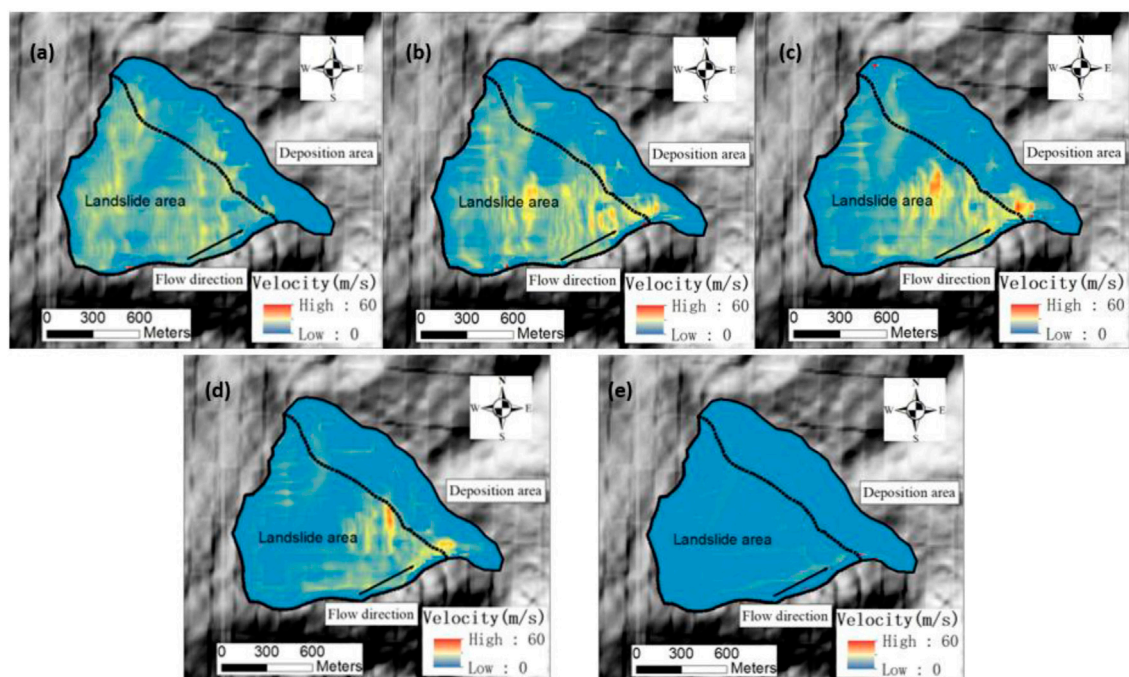 (a)
N
W E
S
Deposition area
Landslide area
Flow direction
Velocity(m/s)
High : 60
Low : 0
0 300 600
Meters
(b)
N
W E
S
Deposition area
Landslide area
Flow direction
Velocity(m/s)
High : 60
Low : 0
0 300 600
Meters
(c)
N
W E
S
Deposition area
Landslide area
Flow direction
Velocity(m/s)
High : 60
Low : 0
0 300 600
Meters
(d)
N
W E
S
Deposition area
Landslide area
Flow direction
Velocity(m/s)
High : 60
Low : 0
0 300 600
Meters
(e)
N
W E
S
Deposition area
Landslide area
Flow direction
Velocity(m/s)
High : 60
Low : 0
0 300 600
Meters